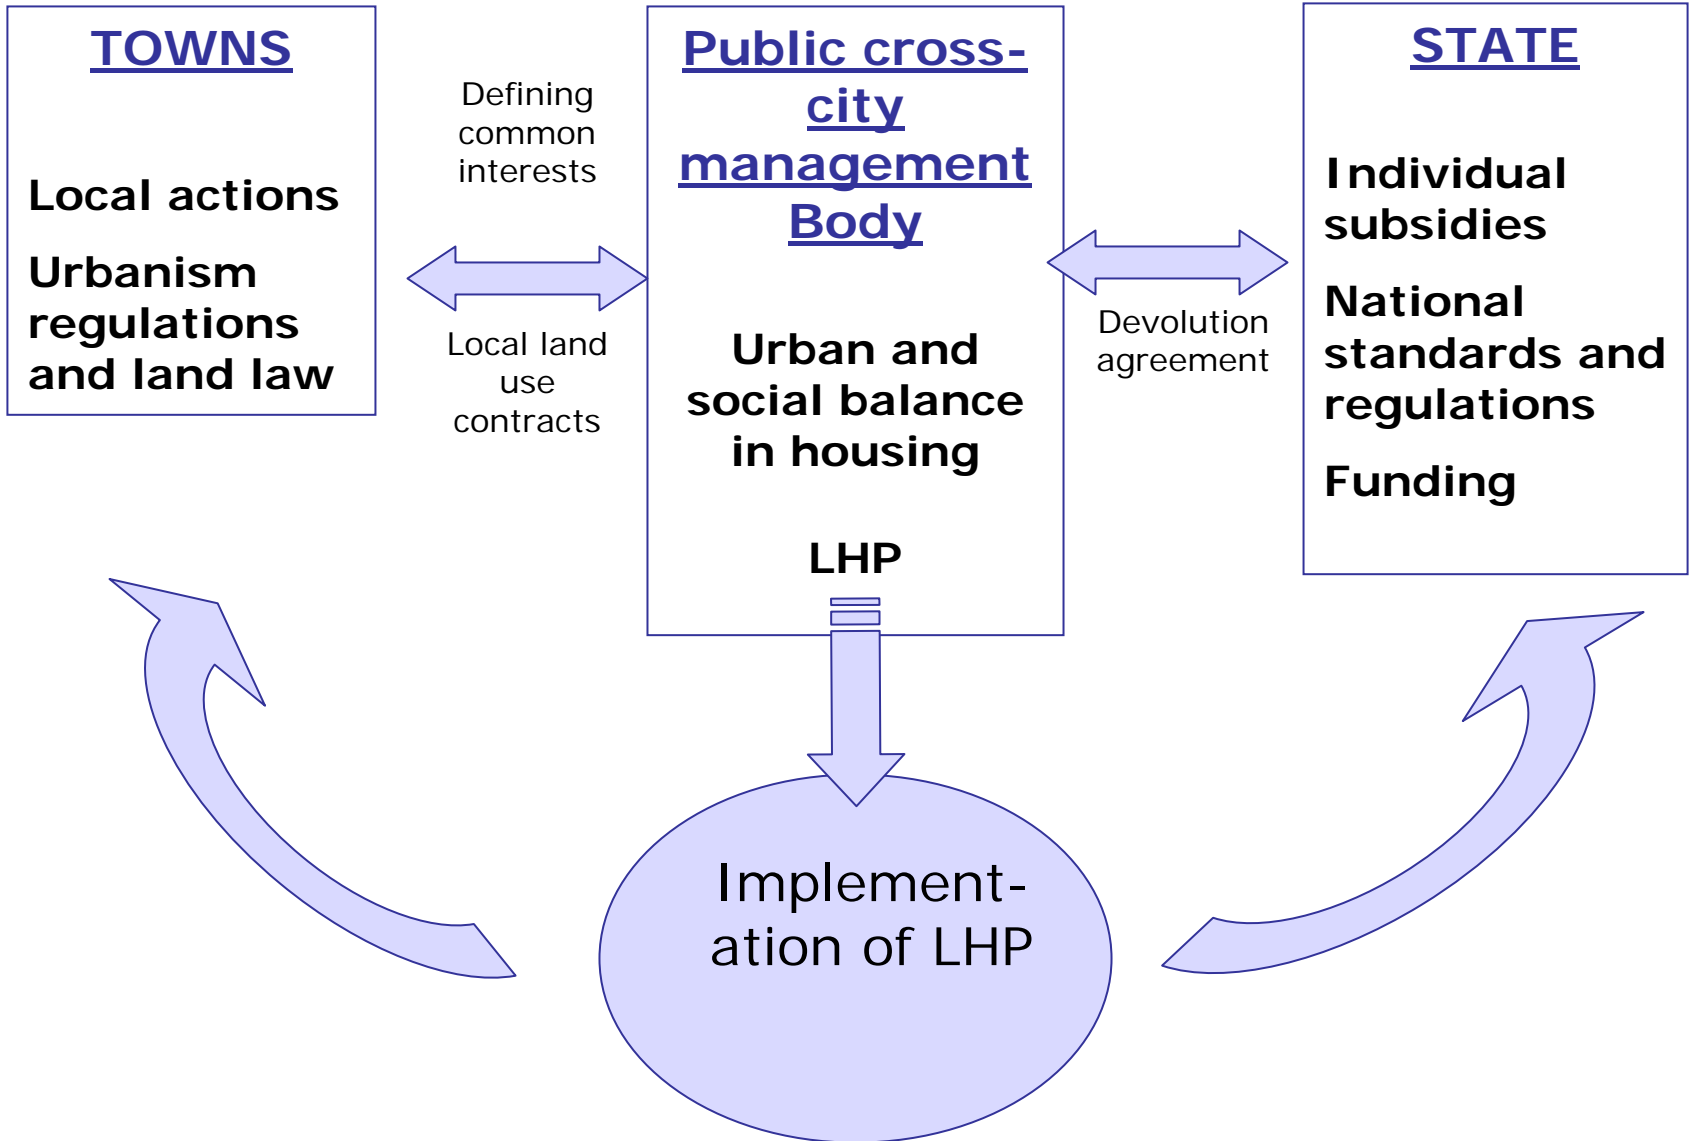 TOWNS
Local actions
Urbanism
regulations
and land law
Defining
common
interests
Local land
use
contracts
Public cross-
city
management
Body
Urban and
social balance
in housing
LHP
Devolution
agreement
STATE
Individual
subsidies
National
standards and
regulations
Funding
Implement-
ation of LHP